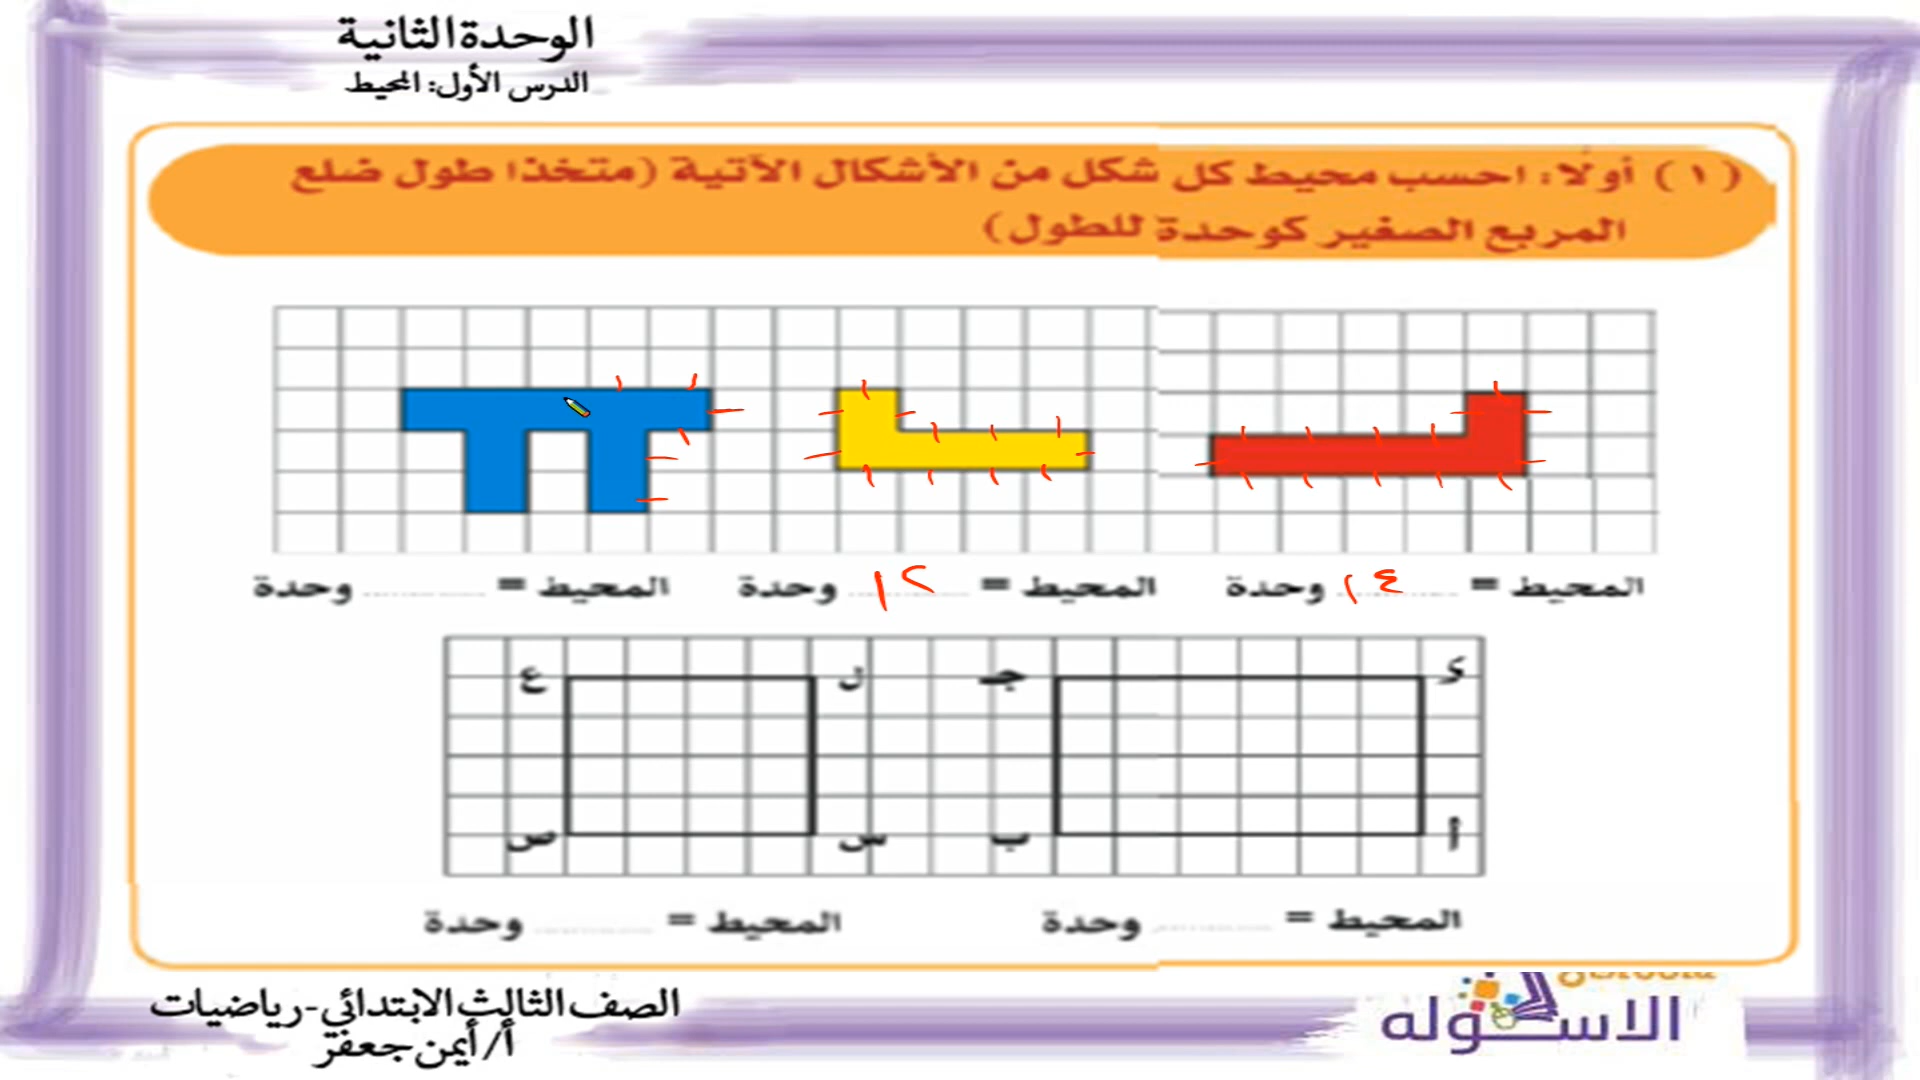 الوحدة الثانية
الدرس الأول: المحيط
( ١ ) أولًا: احسب محيط كل شكل من الأشكال الآتية (متخذا طول ضلع
المربع الصغير كوحدة للطول)
المحيط = ١٤ وحدة
المحيط = ١٢ وحدة
المحيط = ............ وحدة
ع ل جـ د
ص س ب أ
المحيط = ............ وحدة
المحيط = ............ وحدة
الصف الثالث الابتدائي-رياضيات
أ/ أيمن جعفر
الاسكوله